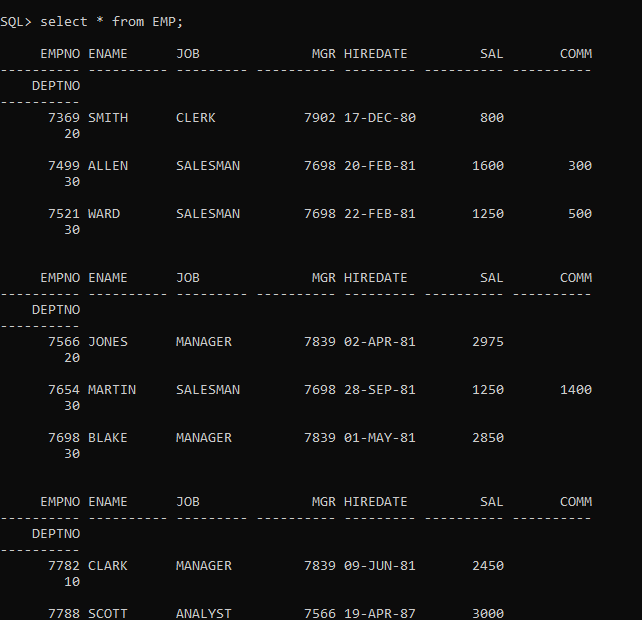 SQL> select * from EMP;
EMPNO ENAME JOB MGR HIREDATE SAL COMM
---------- ---------- --------- ---------- --------- ---------- ----------
DEPTNO
----------
7369 SMITH CLERK 7902 17-DEC-80 800
20
7499 ALLEN SALESMAN 7698 20-FEB-81 1600 300
30
7521 WARD SALESMAN 7698 22-FEB-81 1250 500
30
EMPNO ENAME JOB MGR HIREDATE SAL COMM
---------- ---------- --------- ---------- --------- ---------- ----------
DEPTNO
----------
7566 JONES MANAGER 7839 02-APR-81 2975
20
7654 MARTIN SALESMAN 7698 28-SEP-81 1250 1400
30
7698 BLAKE MANAGER 7839 01-MAY-81 2850
30
EMPNO ENAME JOB MGR HIREDATE SAL COMM
---------- ---------- --------- ---------- --------- ---------- ----------
DEPTNO
----------
7782 CLARK MANAGER 7839 09-JUN-81 2450
10
7788 SCOTT ANALYST 7566 19-APR-87 3000